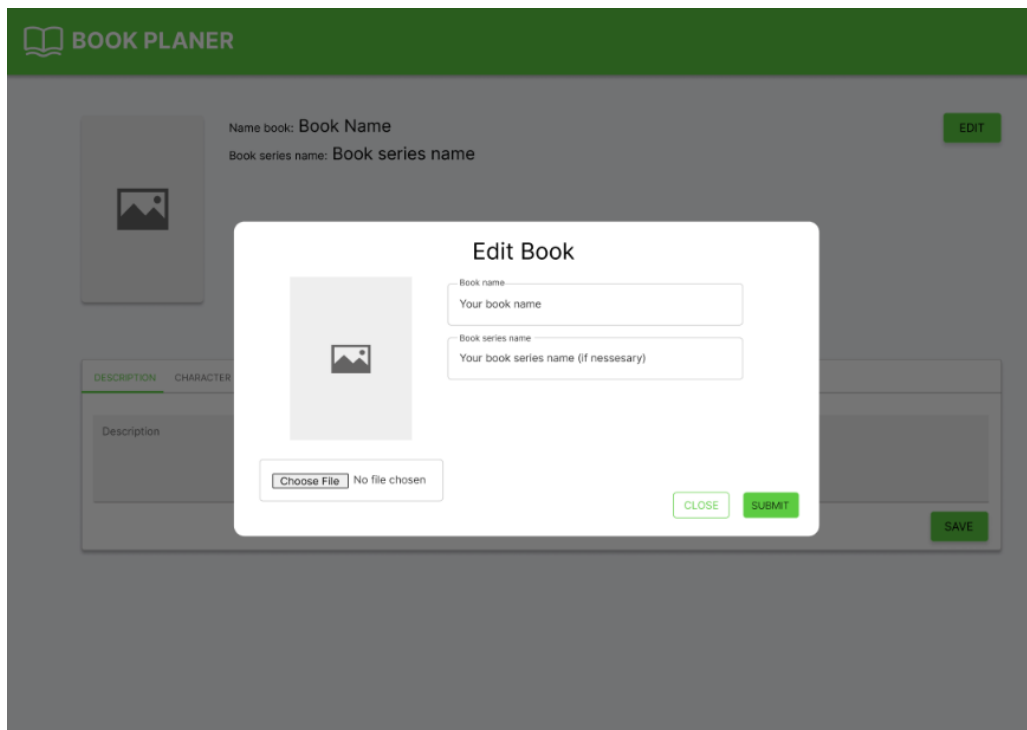 BOOK PLANER
Name book: Book Name
EDIT
Book series name: Book series name
Edit Book
Book name
Your book name
Book series name
Your book series name (if nessesary)
DESCRIPTION CHARACTER
Description
Choose File No file chosen
CLOSE SUBMIT
SAVE